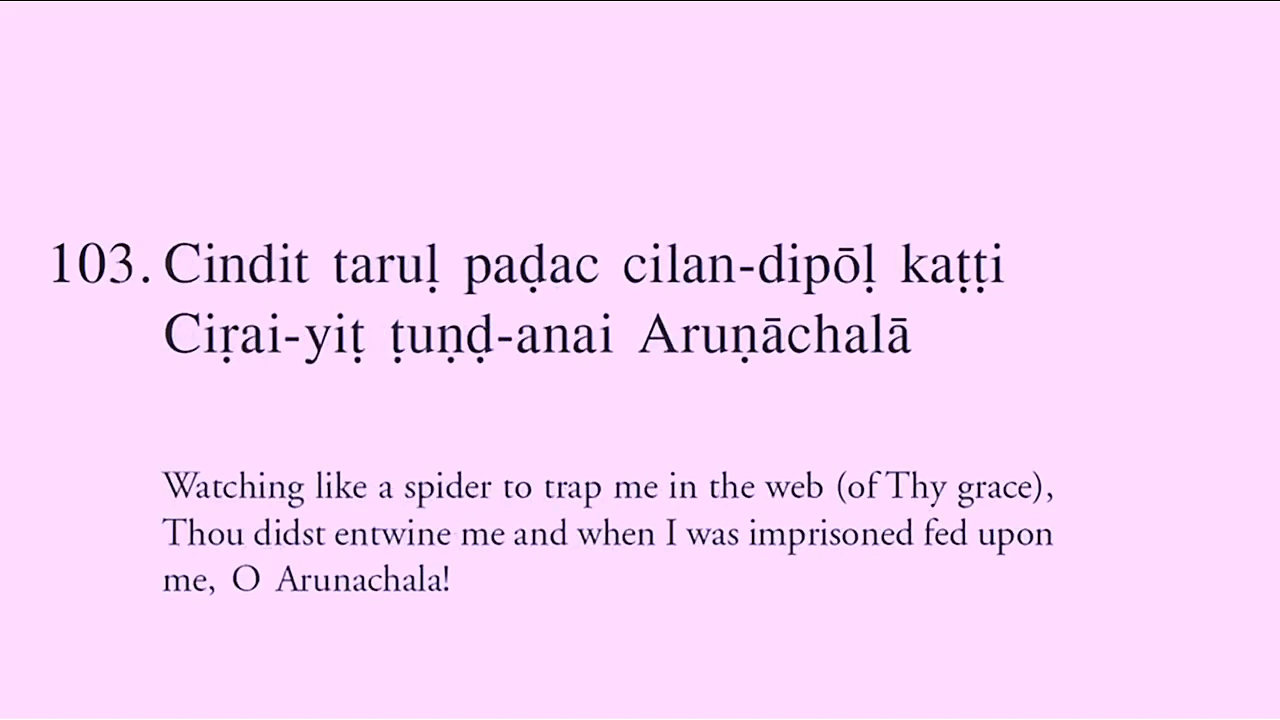 103. Cindit taruḷ paḍac cilan-dipōḷ kaṭṭi
Ciṛai-yiṭ ṭuṇḍ-anai Aruṇāchalā
Watching like a spider to trap me in the web (of Thy grace),
Thou didst entwine me and when I was imprisoned fed upon
me, O Arunachala!